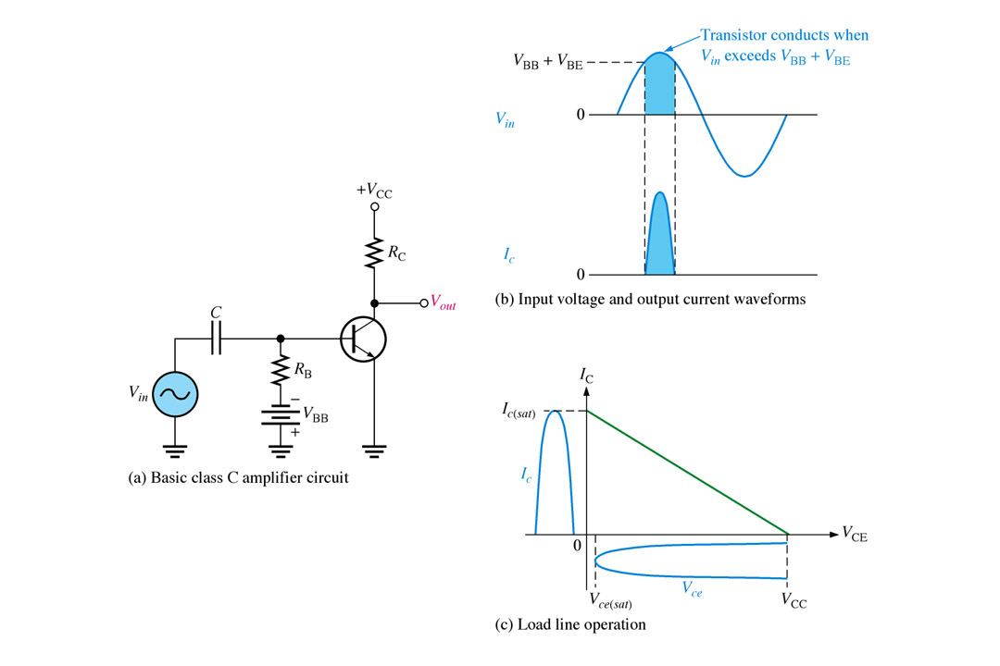 +VCC
RC
Vout
C
Vin
RB
−
VBB
+
(a) Basic class C amplifier circuit
Transistor conducts when
Vin exceeds VBB + VBE
VBB + VBE
0
Vin
Ic
0
(b) Input voltage and output current waveforms
IC
Ic(sat)
Ic
0
VCE
Vce
Vce(sat)
VCC
(c) Load line operation